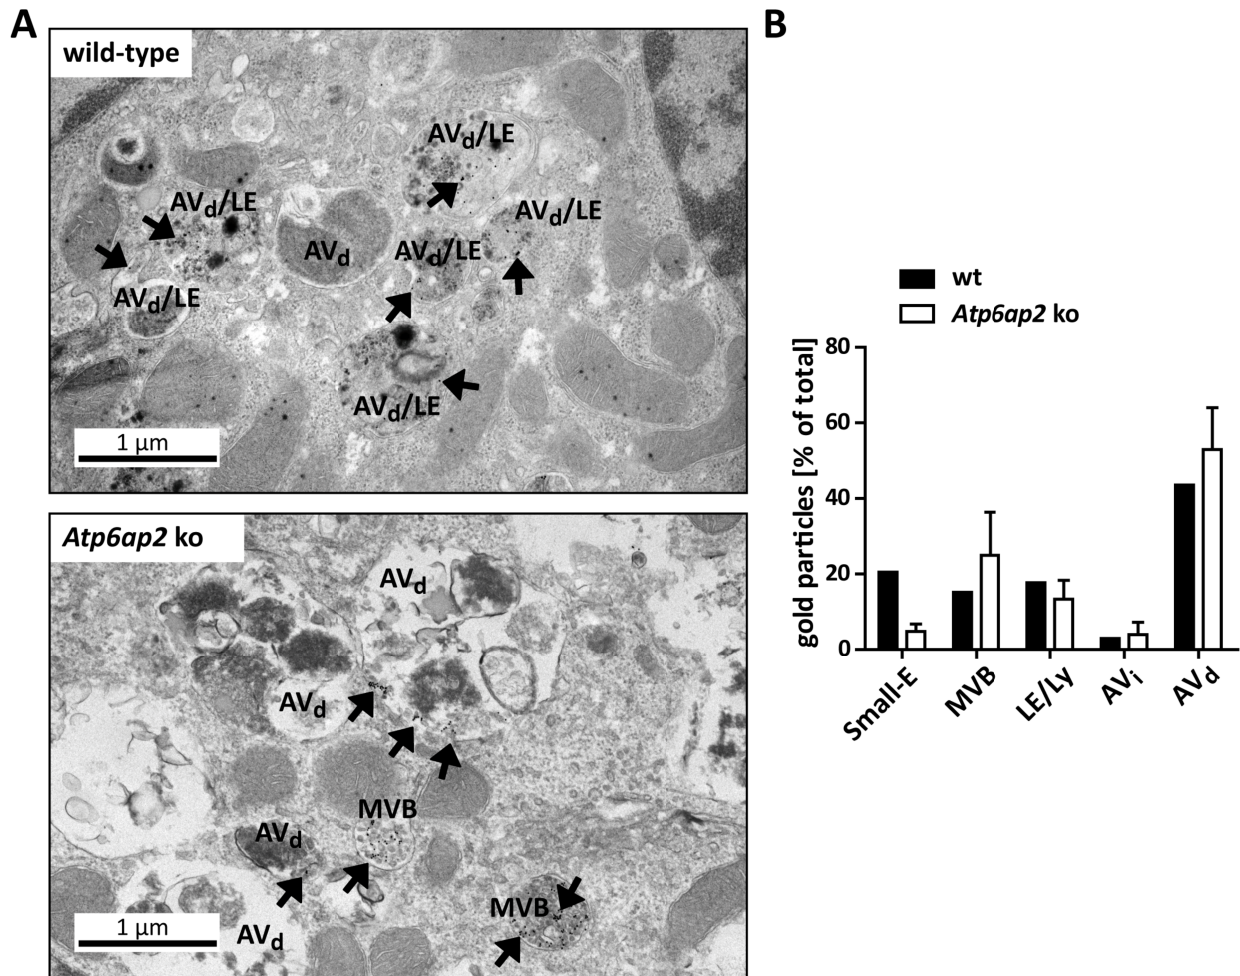 A
wild-type
AVd/LE
AVd/LE
AVd/LE
AVd
AVd/LE
AVd/LE
AVd/LE
1 µm
Atp6ap2 ko
AVd
AVd
MVB
AVd
MVB
AVd
1 µm
B
wt
Atp6ap2 ko
gold particles [% of total]
80
60
40
20
0
Small-E
MVB
LE/Ly
AVi
AVd